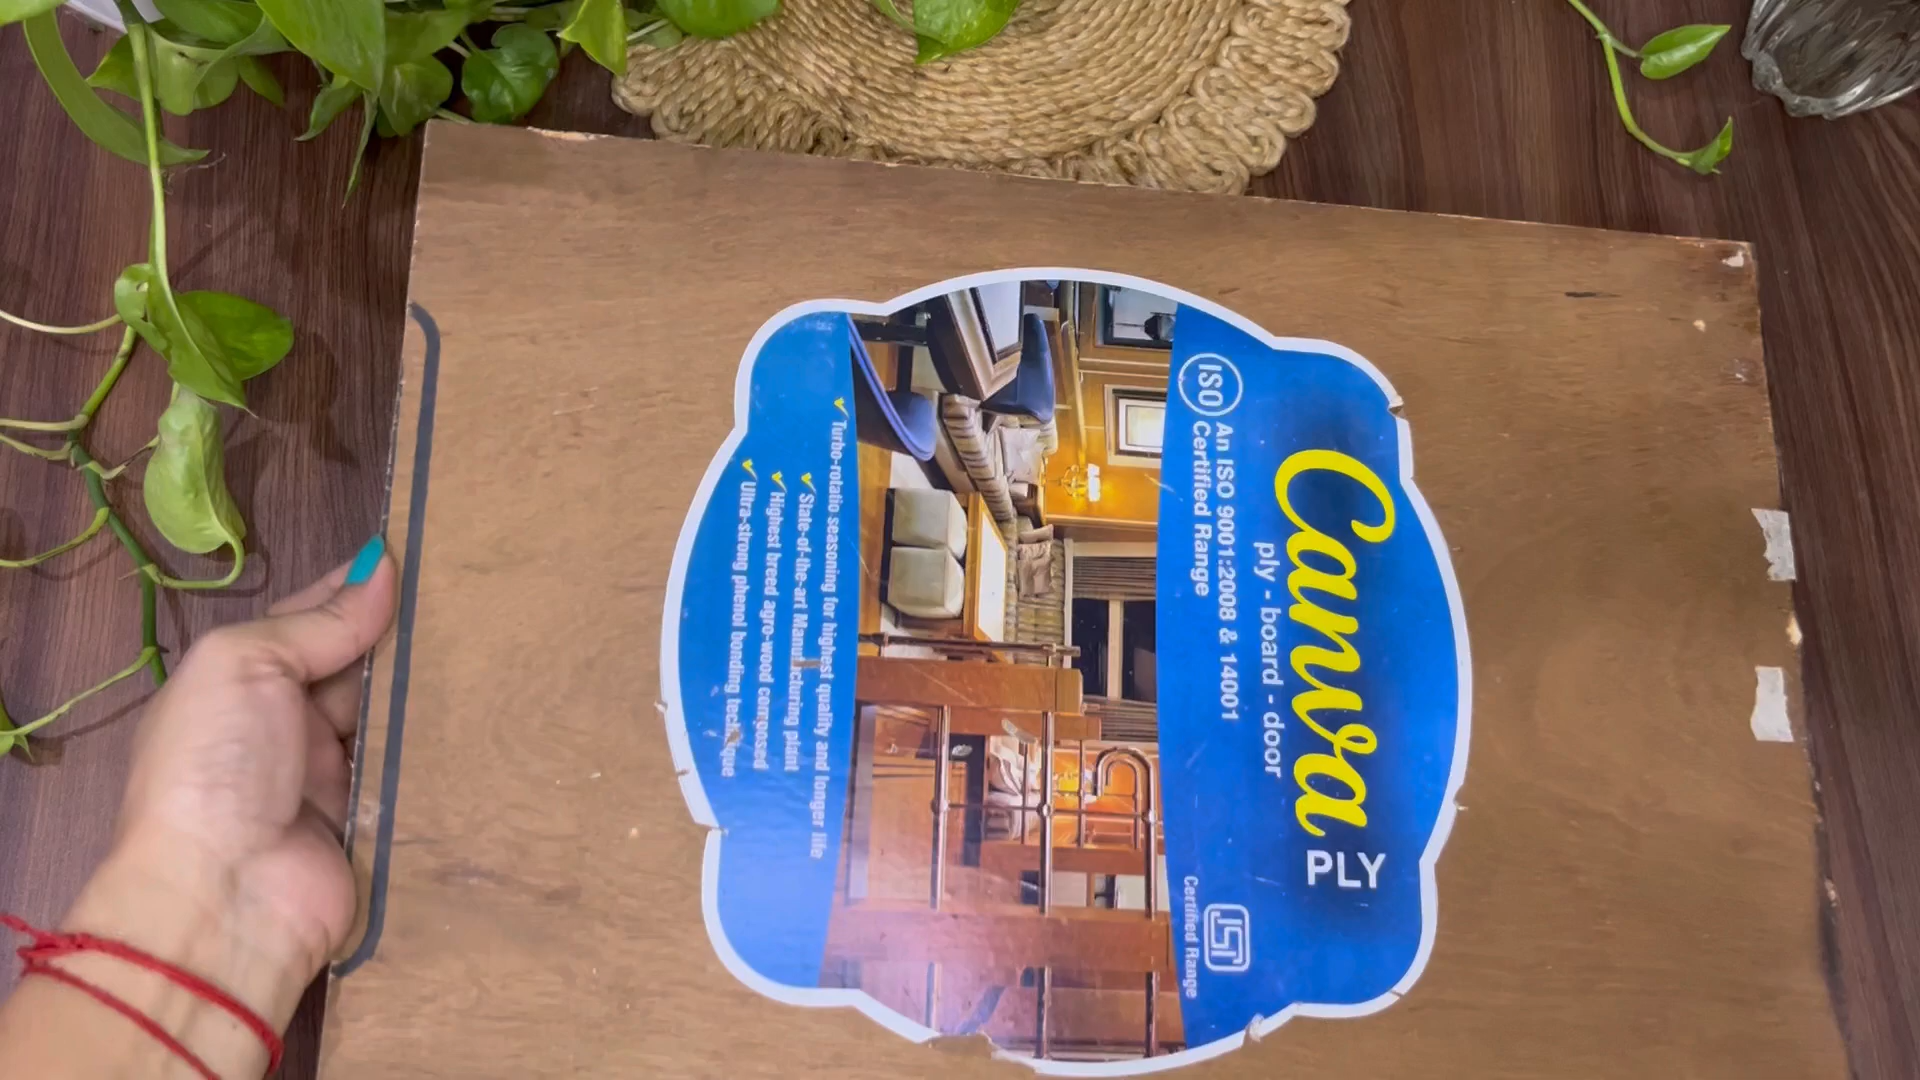 Canva
PLY
ply - board - door
ISO
An ISO 9001:2008 & 14001
Certified Range
ISI
Certified Range
Turbo-rotatio seasoning for highest quality and longer life
State-of-the-art Manufacturing plant
Highest breed agro-wood composed
Ultra-strong phenol bonding technique